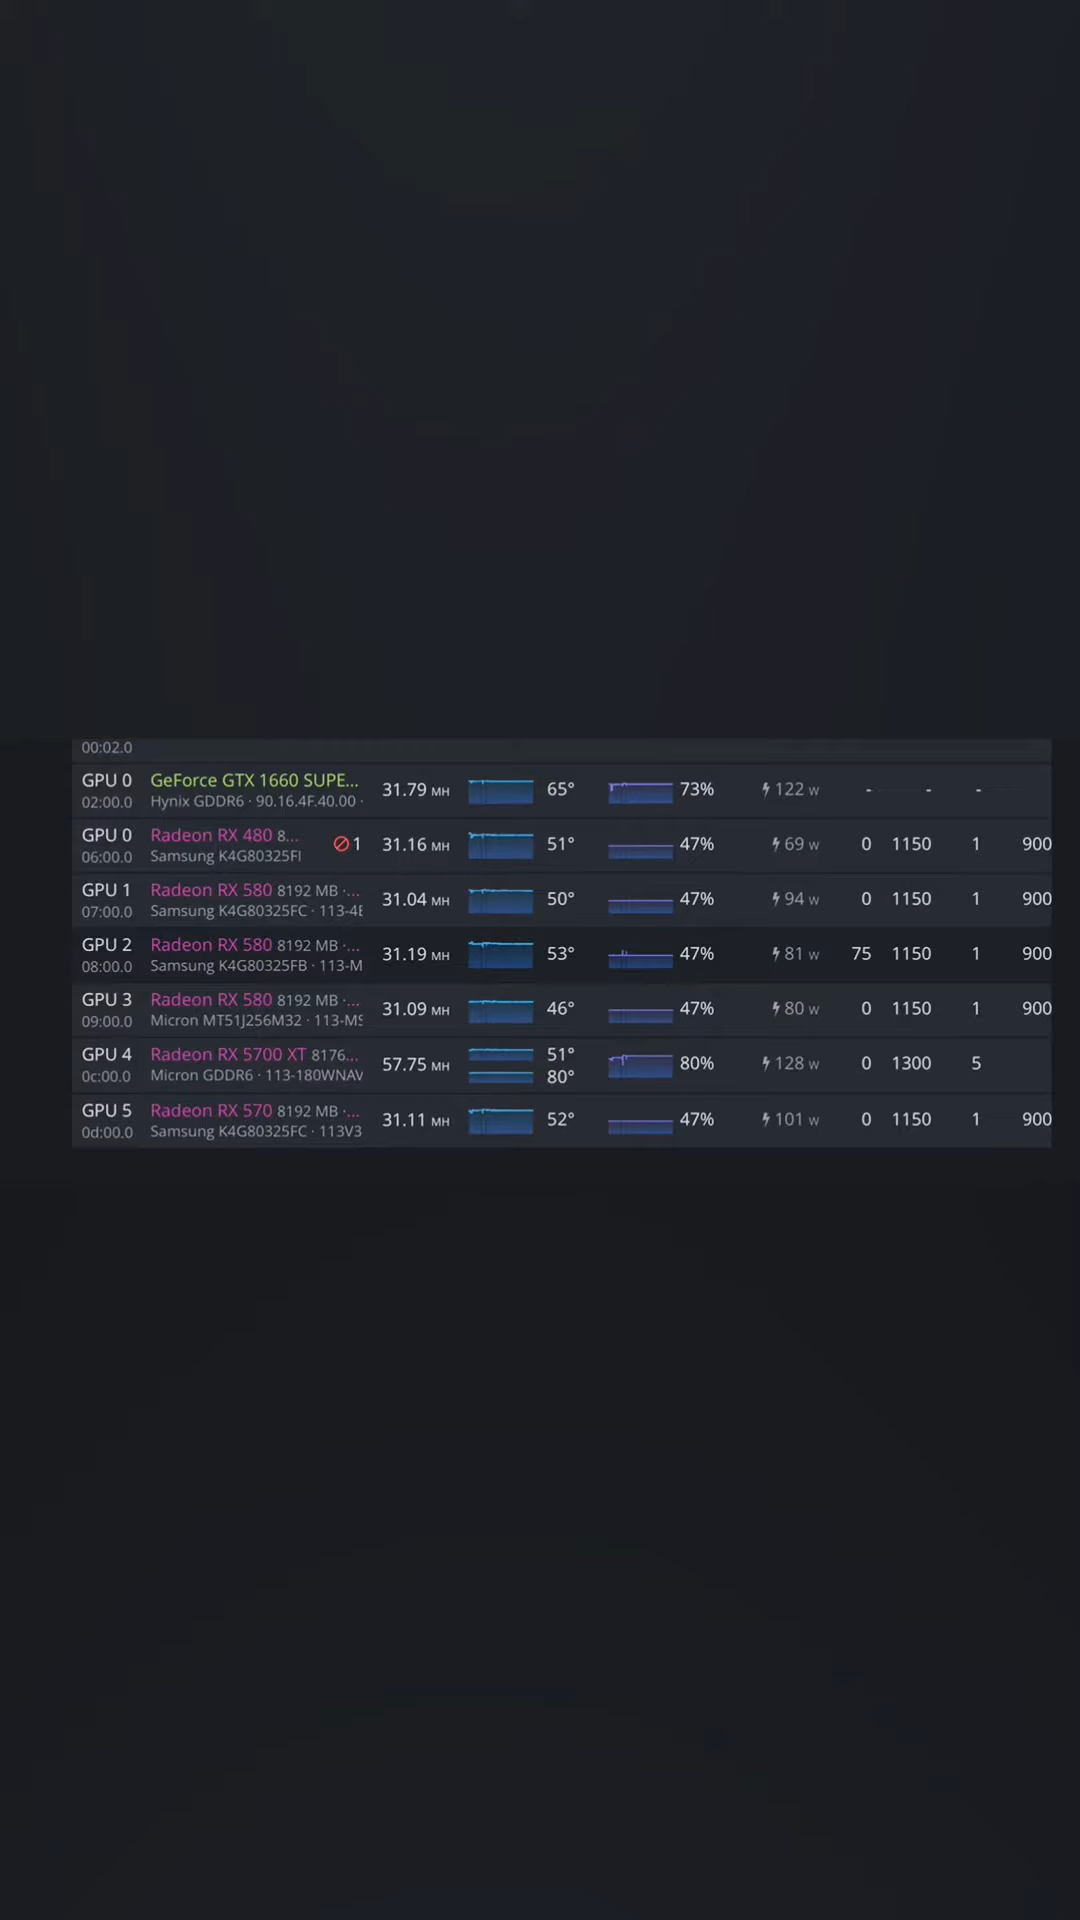 00:02.0
GPU 0 GeForce GTX 1660 SUPE... 31.79 MH 65° 73% 122 W - - -
02:00.0 Hynix GDDR6 · 90.16.4F.40.00 ·
GPU 0 Radeon RX 480 8... 1 31.16 MH 51° 47% 69 W 0 1150 1 900
06:00.0 Samsung K4G80325FI
GPU 1 Radeon RX 580 8192 MB ·... 31.04 MH 50° 47% 94 W 0 1150 1 900
07:00.0 Samsung K4G80325FC · 113-4E
GPU 2 Radeon RX 580 8192 MB ·... 31.19 MH 53° 47% 81 W 75 1150 1 900
08:00.0 Samsung K4G80325FB · 113-M
GPU 3 Radeon RX 580 8192 MB ·... 31.09 MH 46° 47% 80 W 0 1150 1 900
09:00.0 Micron MT51J256M32 · 113-MS
GPU 4 Radeon RX 5700 XT 8176... 57.75 MH 51° 80% 128 W 0 1300 5
0c:00.0 Micron GDDR6 · 113-180WNAV 80°
GPU 5 Radeon RX 570 8192 MB ·... 31.11 MH 52° 47% 101 W 0 1150 1 900
0d:00.0 Samsung K4G80325FC · 113V3